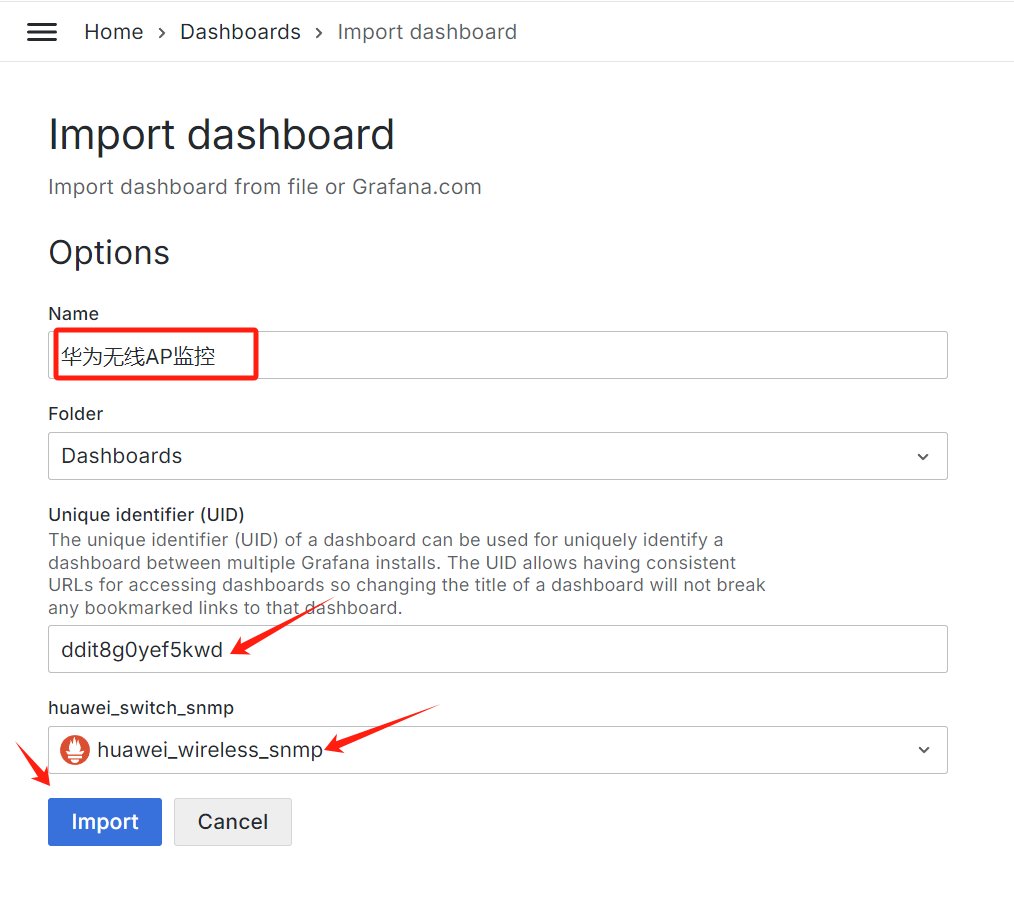 Home > Dashboards > Import dashboard
Import dashboard
Import dashboard from file or Grafana.com
Options
Name
华为无线AP监控
Folder
Dashboards
Unique identifier (UID)
The unique identifier (UID) of a dashboard can be used for uniquely identify a
dashboard between multiple Grafana installs. The UID allows having consistent
URLs for accessing dashboards so changing the title of a dashboard will not break
any bookmarked links to that dashboard.
ddit8g0yef5kwd
huawei_switch_snmp
huawei_wireless_snmp
Import Cancel